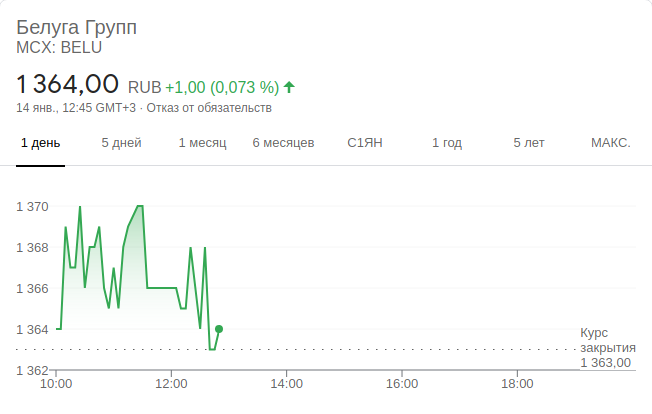 Белуга Групп
MCX: BELU
1 364,00 RUB +1,00 (0,073 %)
14 янв., 12:45 GMT+3 · Отказ от обязательств
1 день 5 дней 1 месяц 6 месяцев С1ЯН 1 год 5 лет МАКС.
1 370
1 368
1 366
1 364
Курс
закрытия
1 363,00
1 362
10:00 12:00 14:00 16:00 18:00